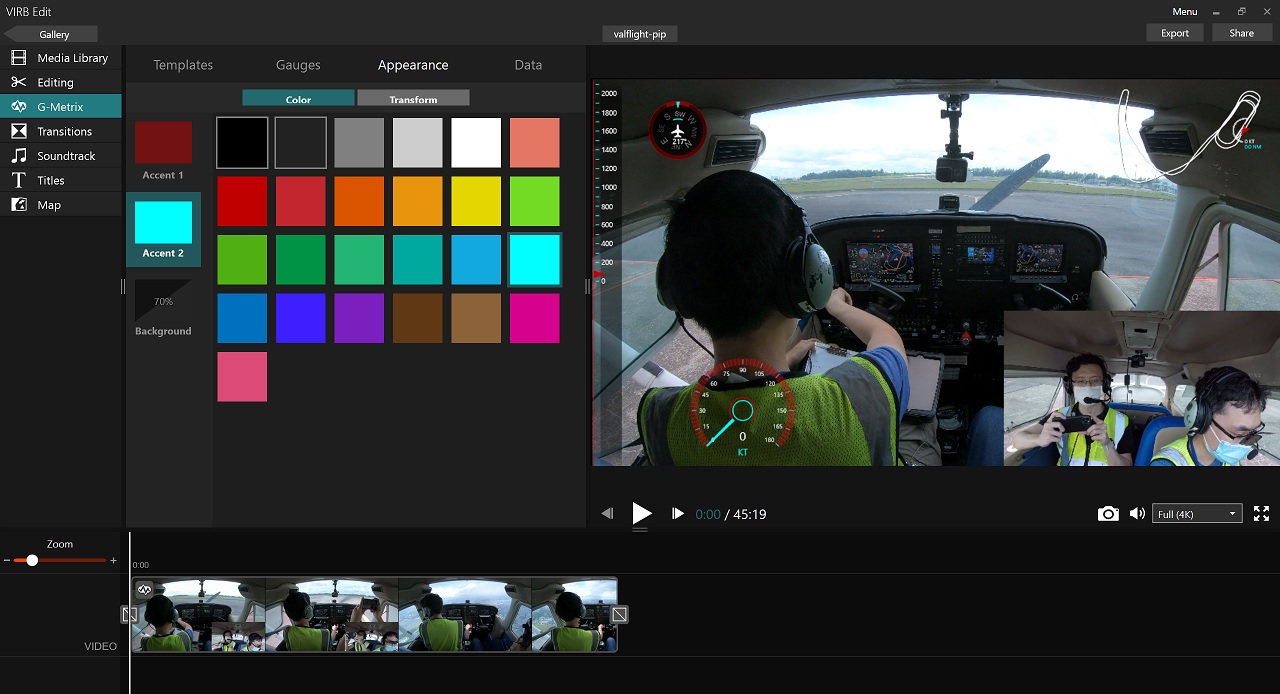 VIRB Edit
Menu
Gallery
valflight-pip
Export
Share
Media Library
Editing
G-Metrix
Transitions
Soundtrack
Titles
Map
Templates
Gauges
Appearance
Data
Color
Transform
Accent 1
Accent 2
70%
Background
2000
1800
1600
1400
1200
1000
800
600
400
200
0
S
SW
W
NW
N
E
SE
217°
0 KT
0.0 NM
15
30
45
60
75
90
105
120
135
150
165
180
0
KT
0:00 / 45:19
Full (4K)
Zoom
- +
0:00
VIDEO